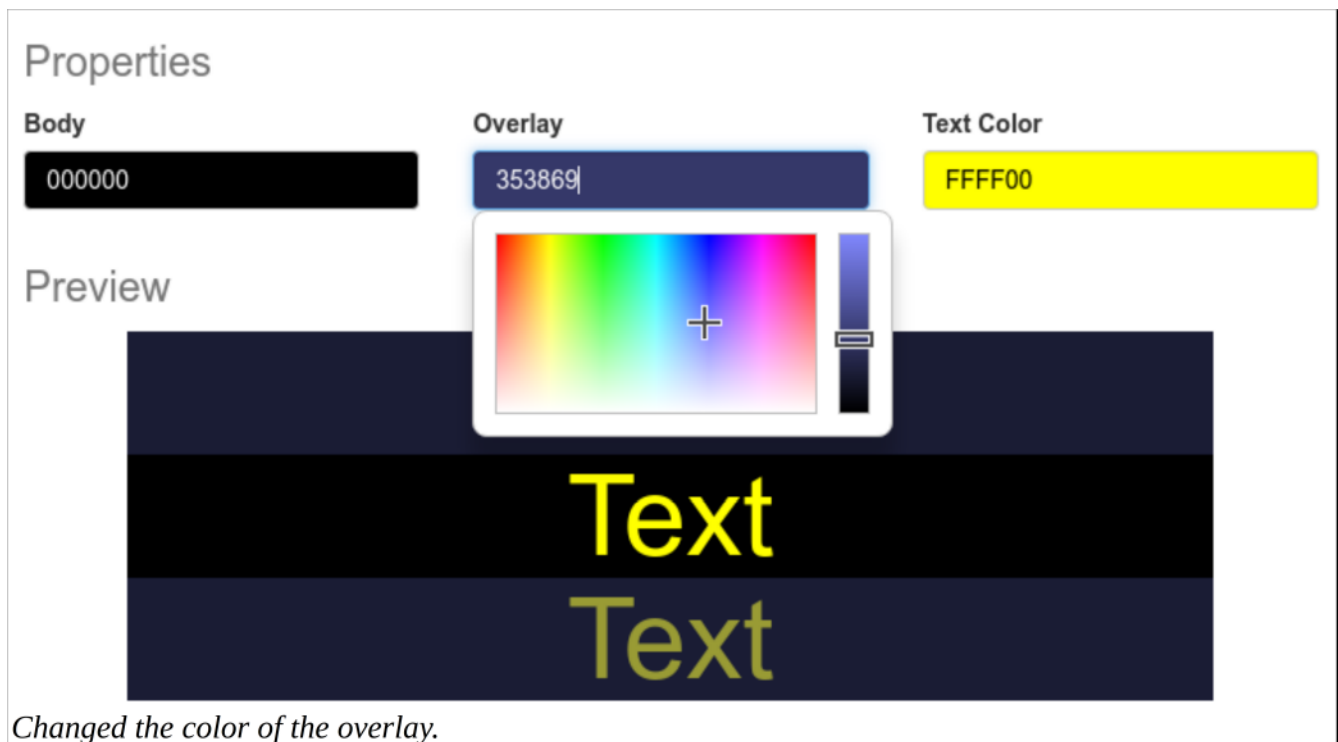 Properties
Body
Overlay
Text Color
000000
353869
FFFF00
Preview
Text
Text
Changed the color of the overlay.